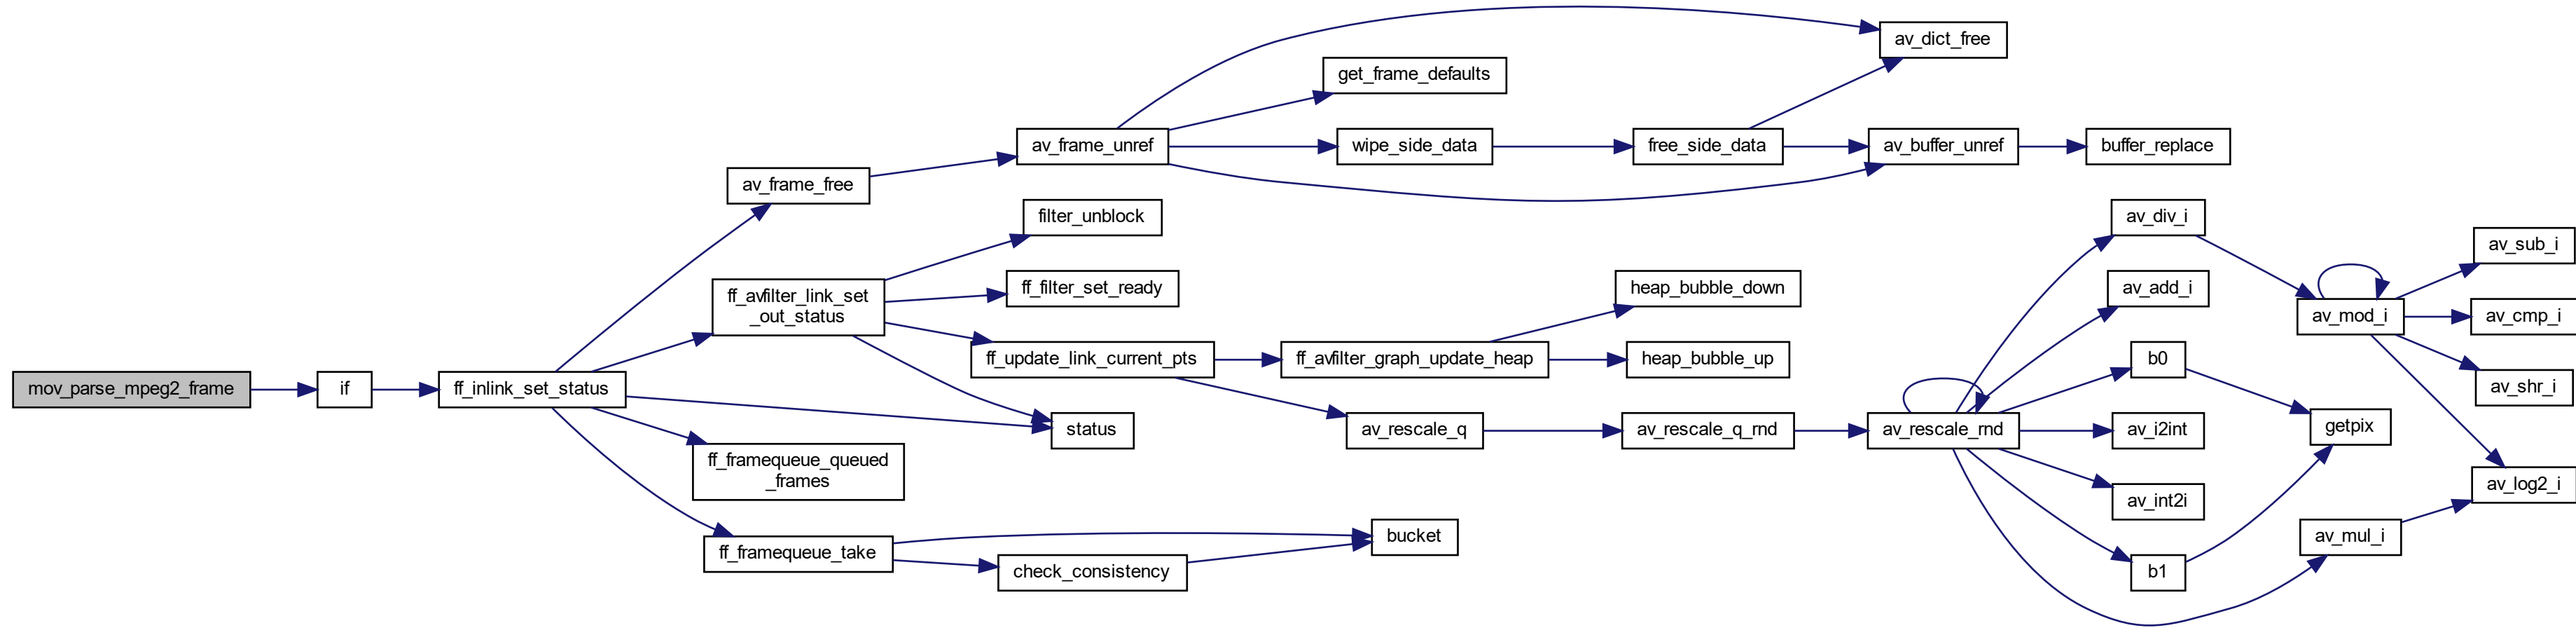 mov_parse_mpeg2_frame
if
ff_inlink_set_status
av_frame_free
av_frame_unref
av_dict_free
get_frame_defaults
wipe_side_data
free_side_data
av_buffer_unref
buffer_replace
ff_avfilter_link_set
_out_status
filter_unblock
ff_filter_set_ready
ff_update_link_current_pts
ff_avfilter_graph_update_heap
heap_bubble_down
heap_bubble_up
status
av_rescale_q
av_rescale_q_rnd
av_rescale_rnd
av_div_i
av_add_i
b0
av_i2int
av_int2i
b1
av_mul_i
av_mod_i
getpix
av_sub_i
av_cmp_i
av_shr_i
av_log2_i
ff_framequeue_queued
_frames
ff_framequeue_take
bucket
check_consistency